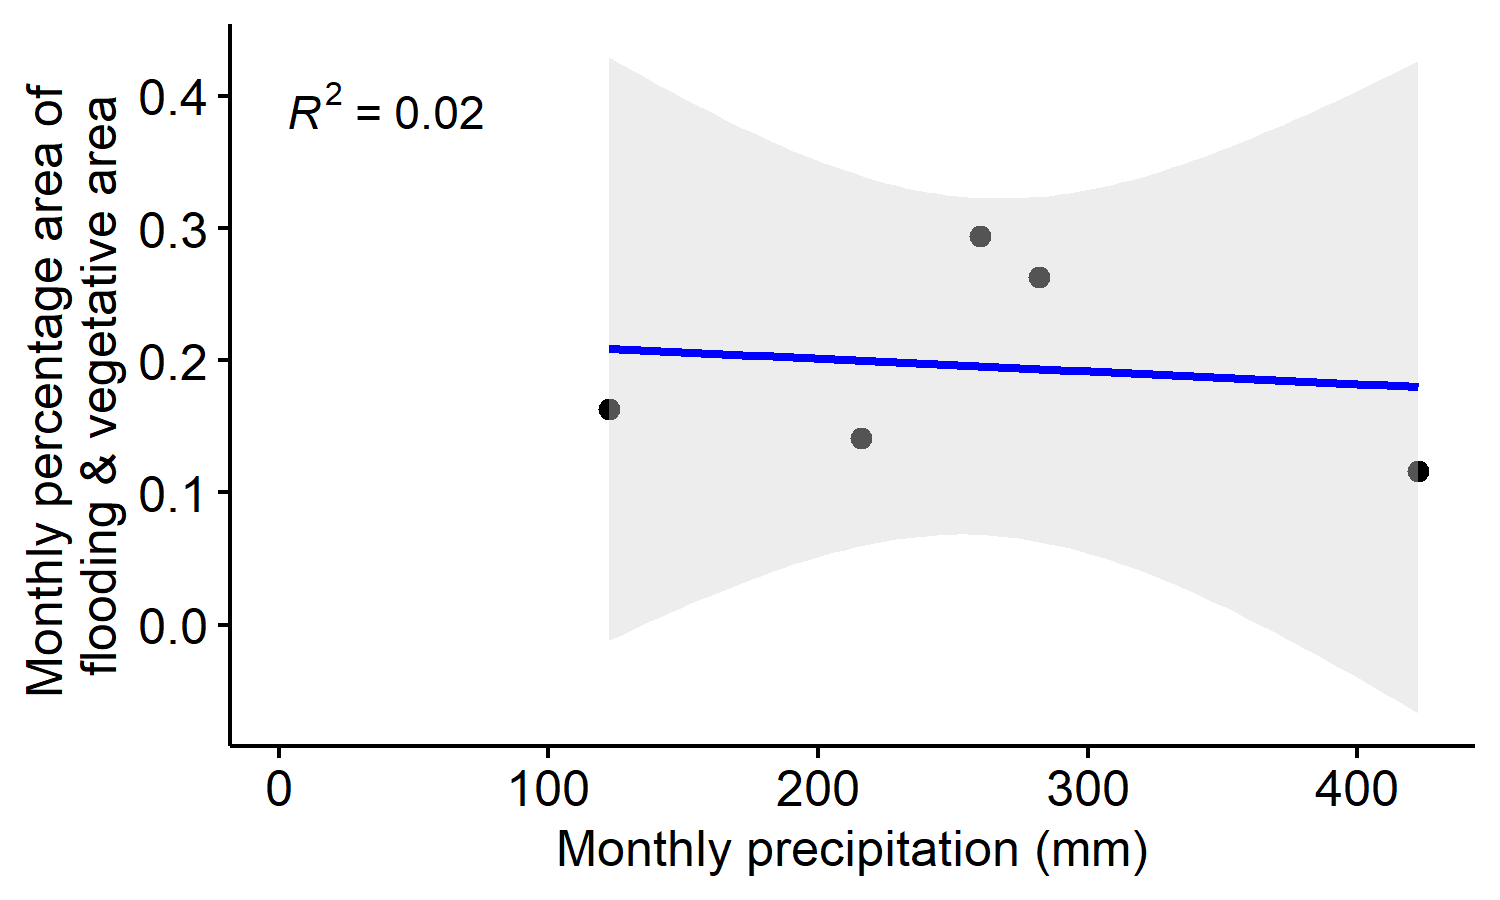 Monthly percentage area of
flooding & vegetative area
0.4
0.3
0.2
0.1
0.0
R² = 0.02
0 100 200 300 400
Monthly precipitation (mm)